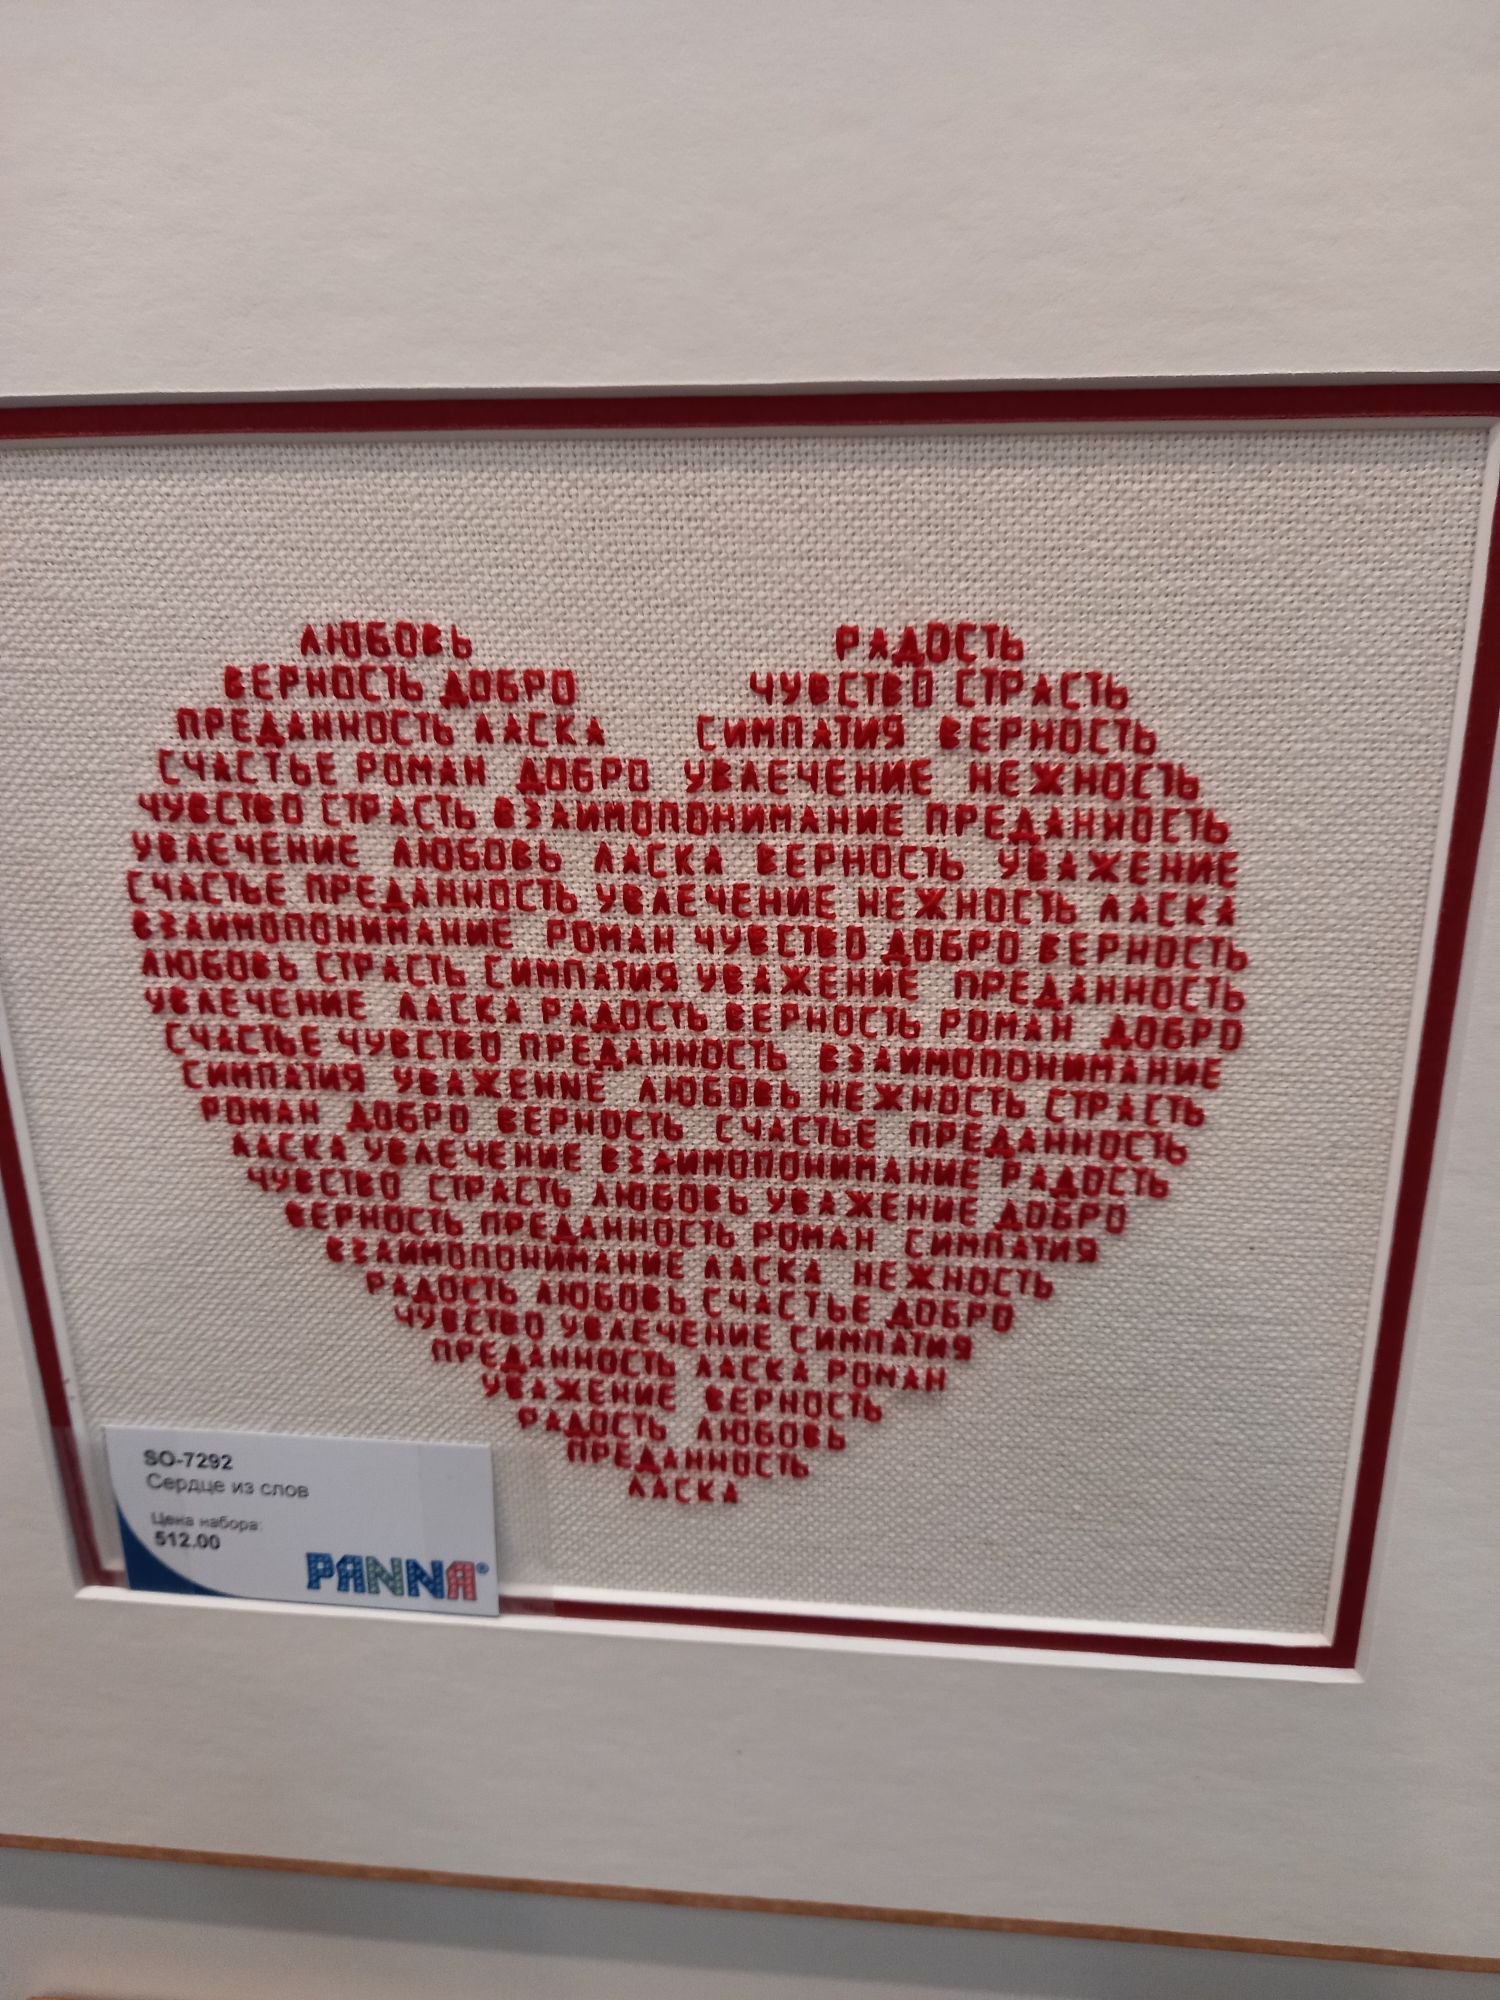 ЛЮБОВЬ РАДОСТЬ
ВЕРНОСТЬ ДОБРО ЧУВСТВО СТРАСТЬ
ПРЕДАННОСТЬ ЛАСКА СИМПАТИЯ ВЕРНОСТЬ
СЧАСТЬЕ РОМАН ДОБРО УВЛЕЧЕНИЕ НЕЖНОСТЬ
ЧУВСТВО СТРАСТЬ ВЗАИМОПОНИМАНИЕ ПРЕДАННОСТЬ
УВЛЕЧЕНИЕ ЛЮБОВЬ ЛАСКА ВЕРНОСТЬ УВАЖЕНИЕ
СЧАСТЬЕ ПРЕДАННОСТЬ УВЛЕЧЕНИЕ НЕЖНОСТЬ ЛАСКА
ВЗАИМОПОНИМАНИЕ РОМАН ЧУВСТВО ДОБРО ВЕРНОСТЬ
ЛЮБОВЬ СТРАСТЬ СИМПАТИЯ УВАЖЕНИЕ ПРЕДАННОСТЬ
УВЛЕЧЕНИЕ ЛАСКА РАДОСТЬ ВЕРНОСТЬ РОМАН ДОБРО
СЧАСТЬЕ ЧУВСТВО ПРЕДАННОСТЬ ВЗАИМОПОНИМАНИЕ
СИМПАТИЯ УВАЖЕНИЕ ЛЮБОВЬ НЕЖНОСТЬ СТРАСТЬ
РОМАН ДОБРО ВЕРНОСТЬ СЧАСТЬЕ ПРЕДАННОСТЬ
ЛАСКА УВЛЕЧЕНИЕ ВЗАИМОПОНИМАНИЕ РАДОСТЬ
ЧУВСТВО СТРАСТЬ ЛЮБОВЬ УВАЖЕНИЕ ДОБРО
ВЕРНОСТЬ ПРЕДАННОСТЬ РОМАН СИМПАТИЯ
ВЗАИМОПОНИМАНИЕ ЛАСКА НЕЖНОСТЬ
РАДОСТЬ ЛЮБОВЬ СЧАСТЬЕ ДОБРО
ЧУВСТВО УВЛЕЧЕНИЕ СИМПАТИЯ
ПРЕДАННОСТЬ ЛАСКА РОМАН
УВАЖЕНИЕ ВЕРНОСТЬ
РАДОСТЬ ЛЮБОВЬ
ПРЕДАННОСТЬ
ЛАСКА
SO-7292
Сердце из слов
Цена набора:
512.00
PANNA®